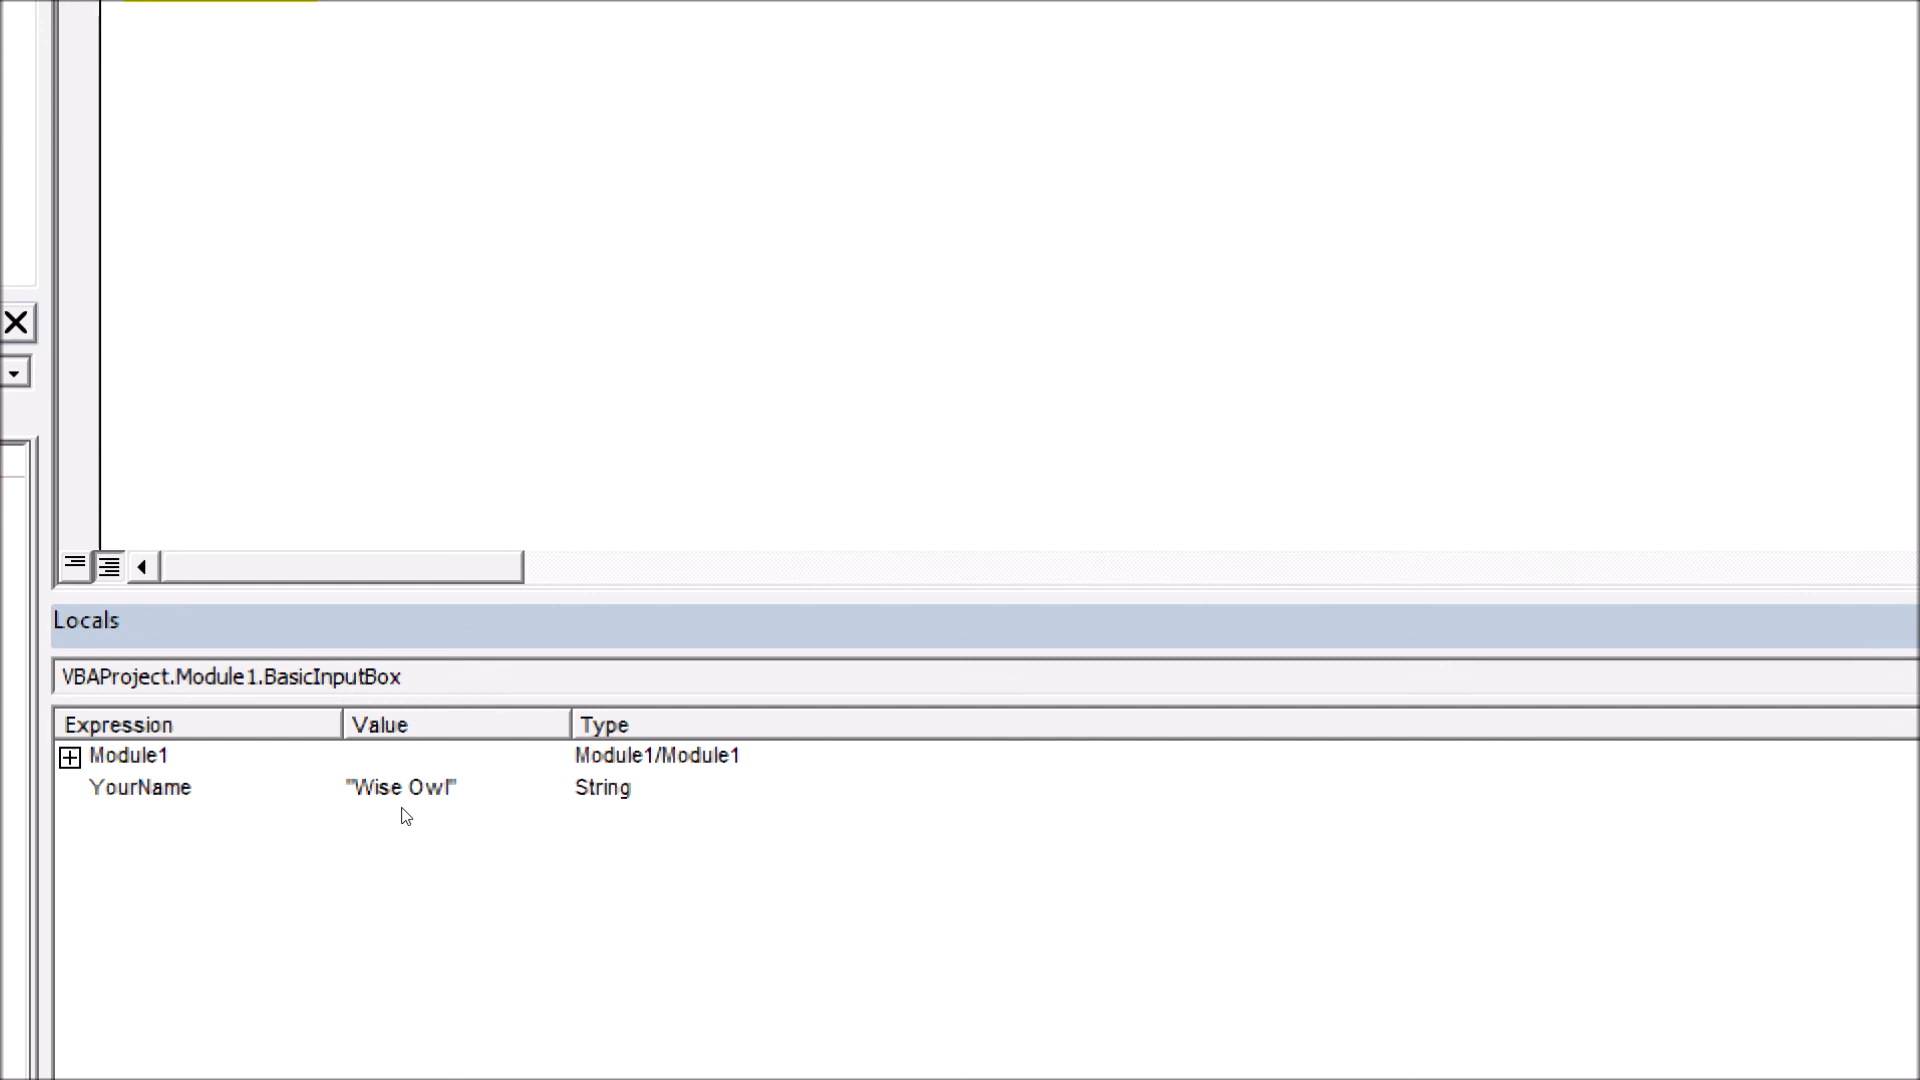 Locals
VBAProject.Module1.BasicInputBox
Expression Value Type
Module1 Module1/Module1
YourName "Wise Owl" String